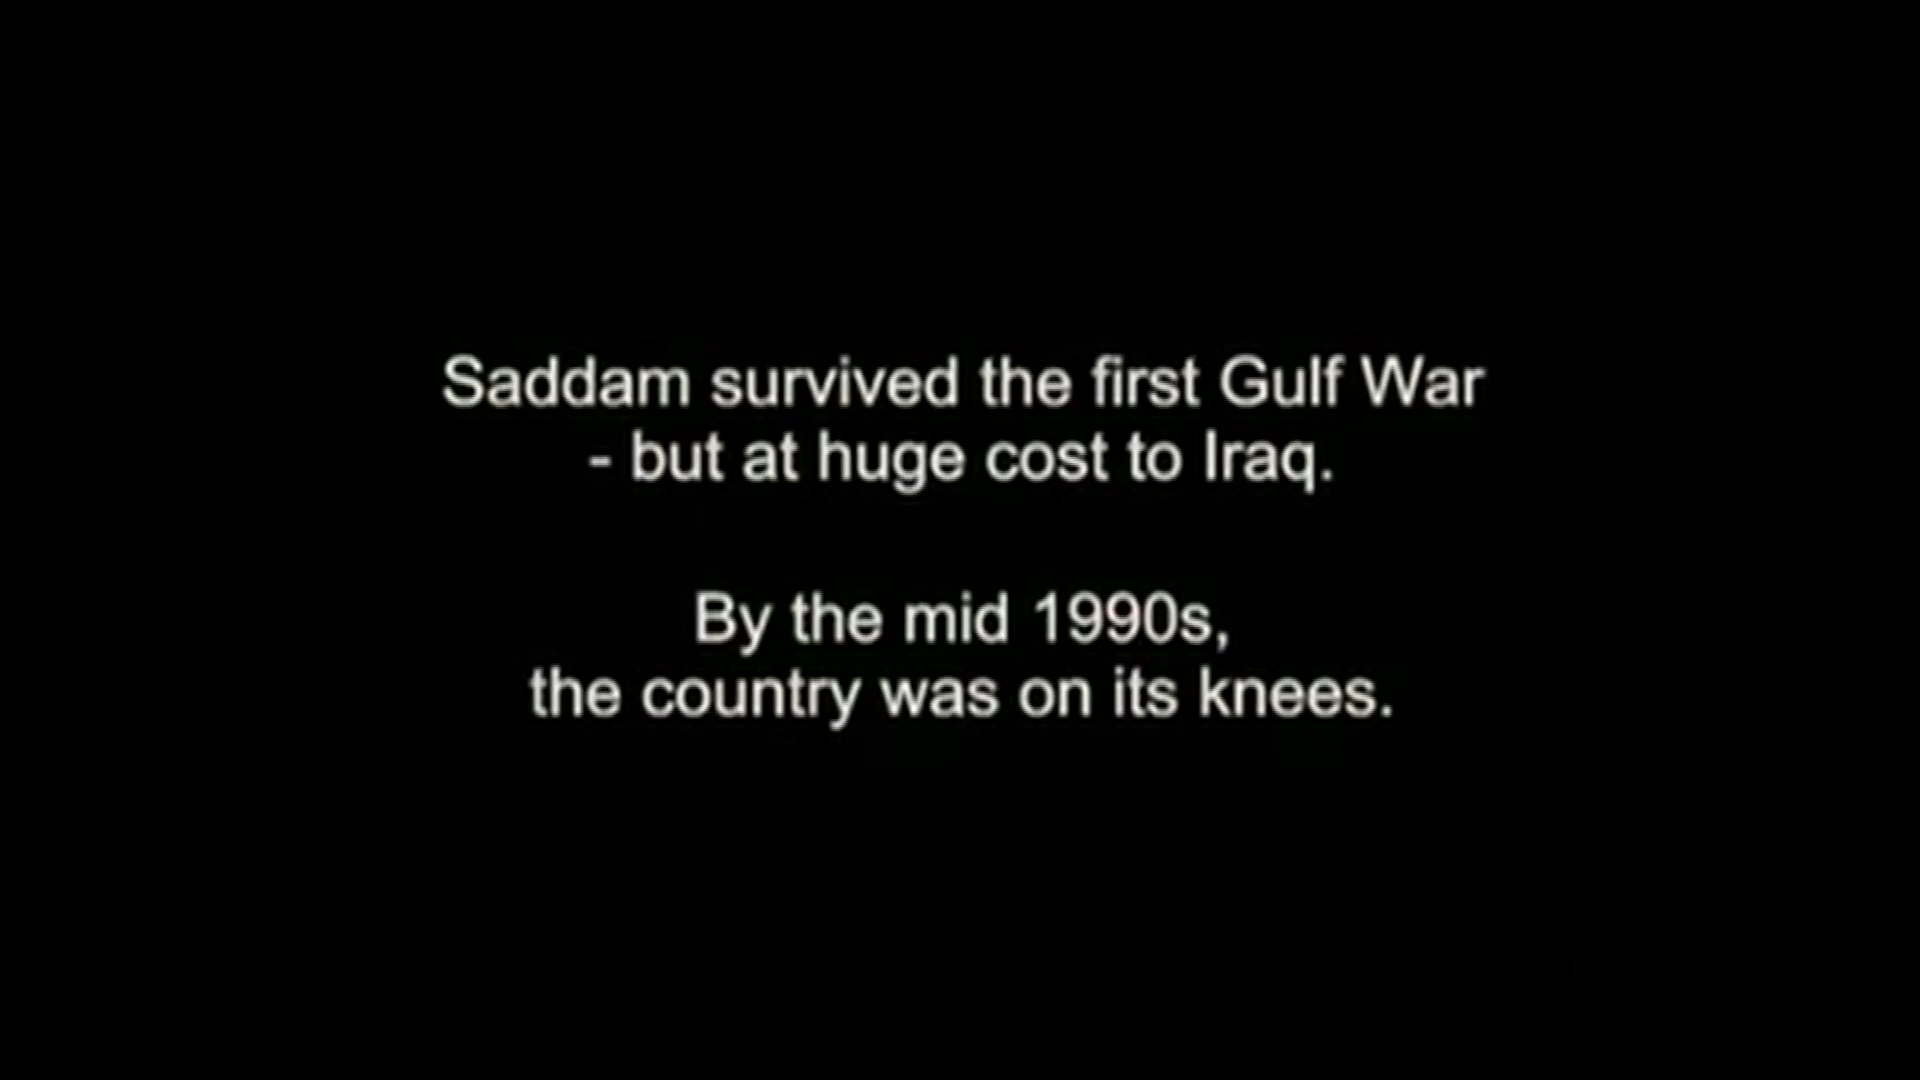 Saddam survived the first Gulf War
- but at huge cost to Iraq.
By the mid 1990s,
the country was on its knees.